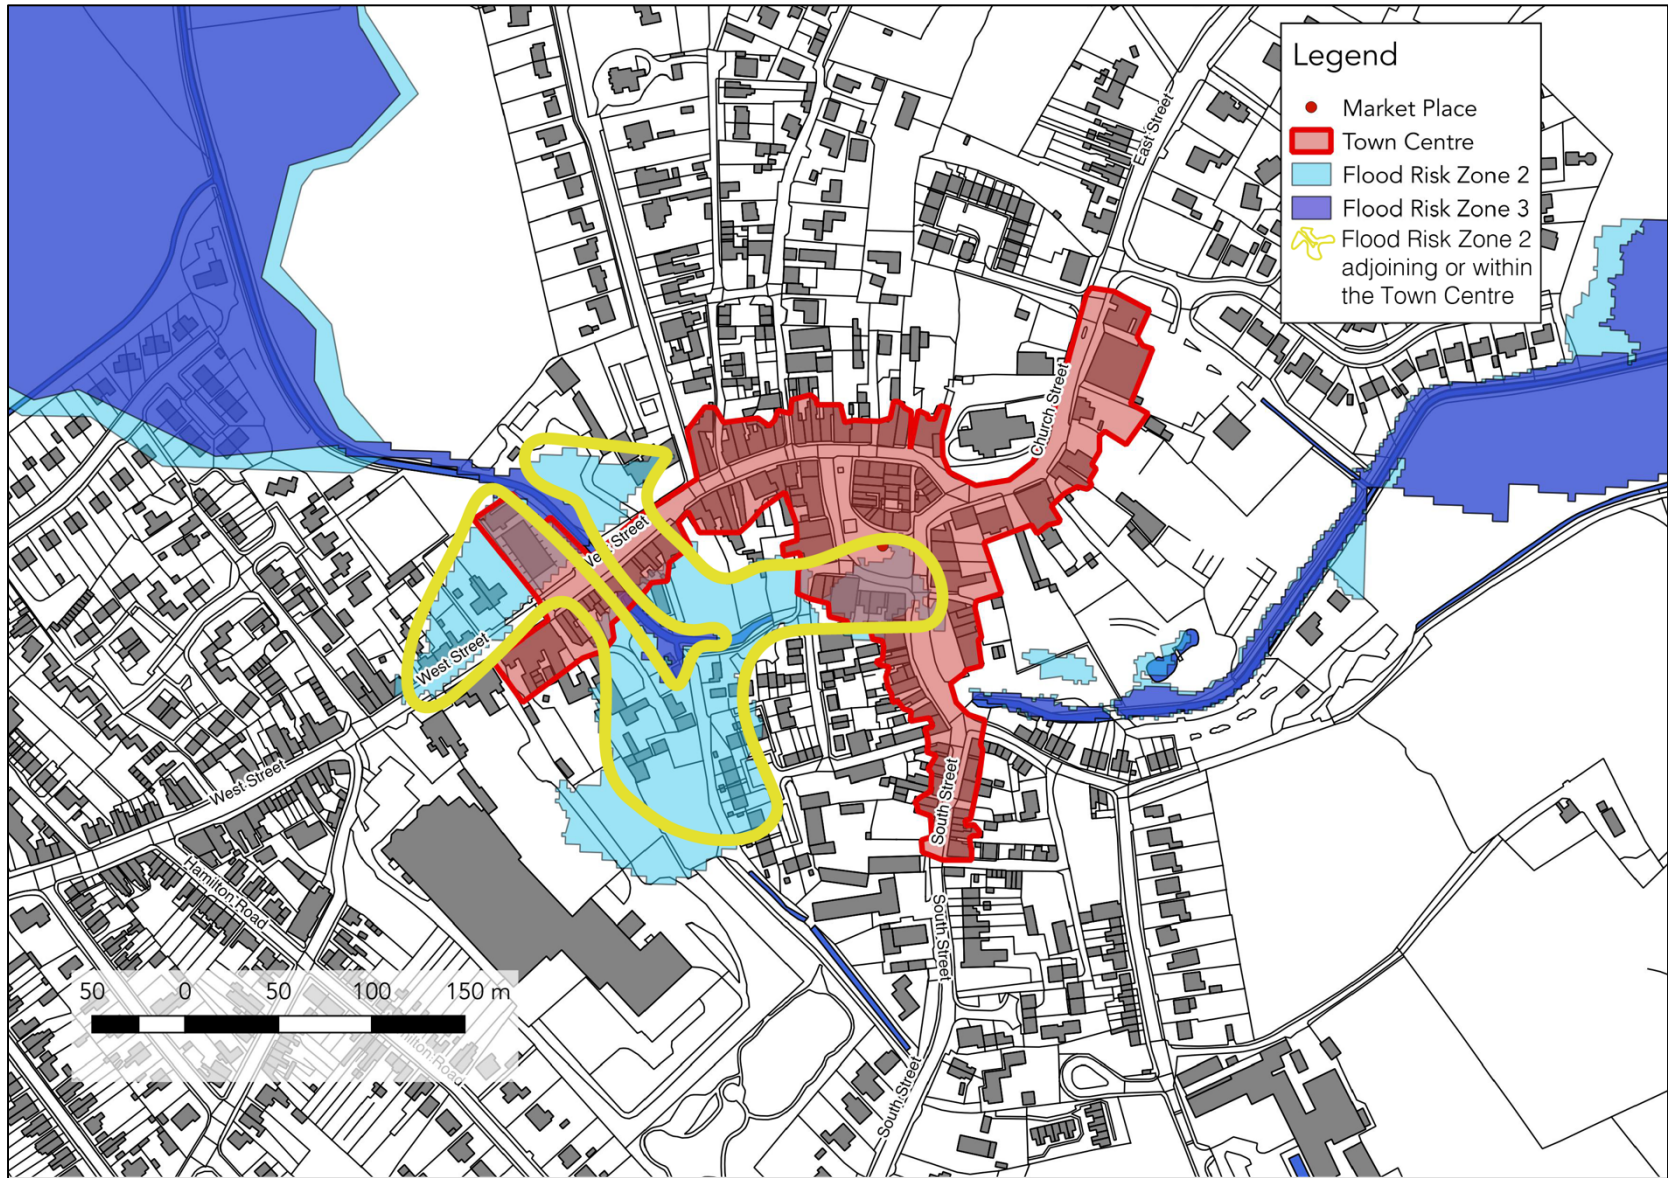 Legend
Market Place
Town Centre
Flood Risk Zone 2
Flood Risk Zone 3
Flood Risk Zone 2
adjoining or within
the Town Centre
East Street
Church Street
West Street
West Street
West Street
Hamilton Road
South Street
South Street
South Street
50 0 50 100 150 m
Hamilton Road